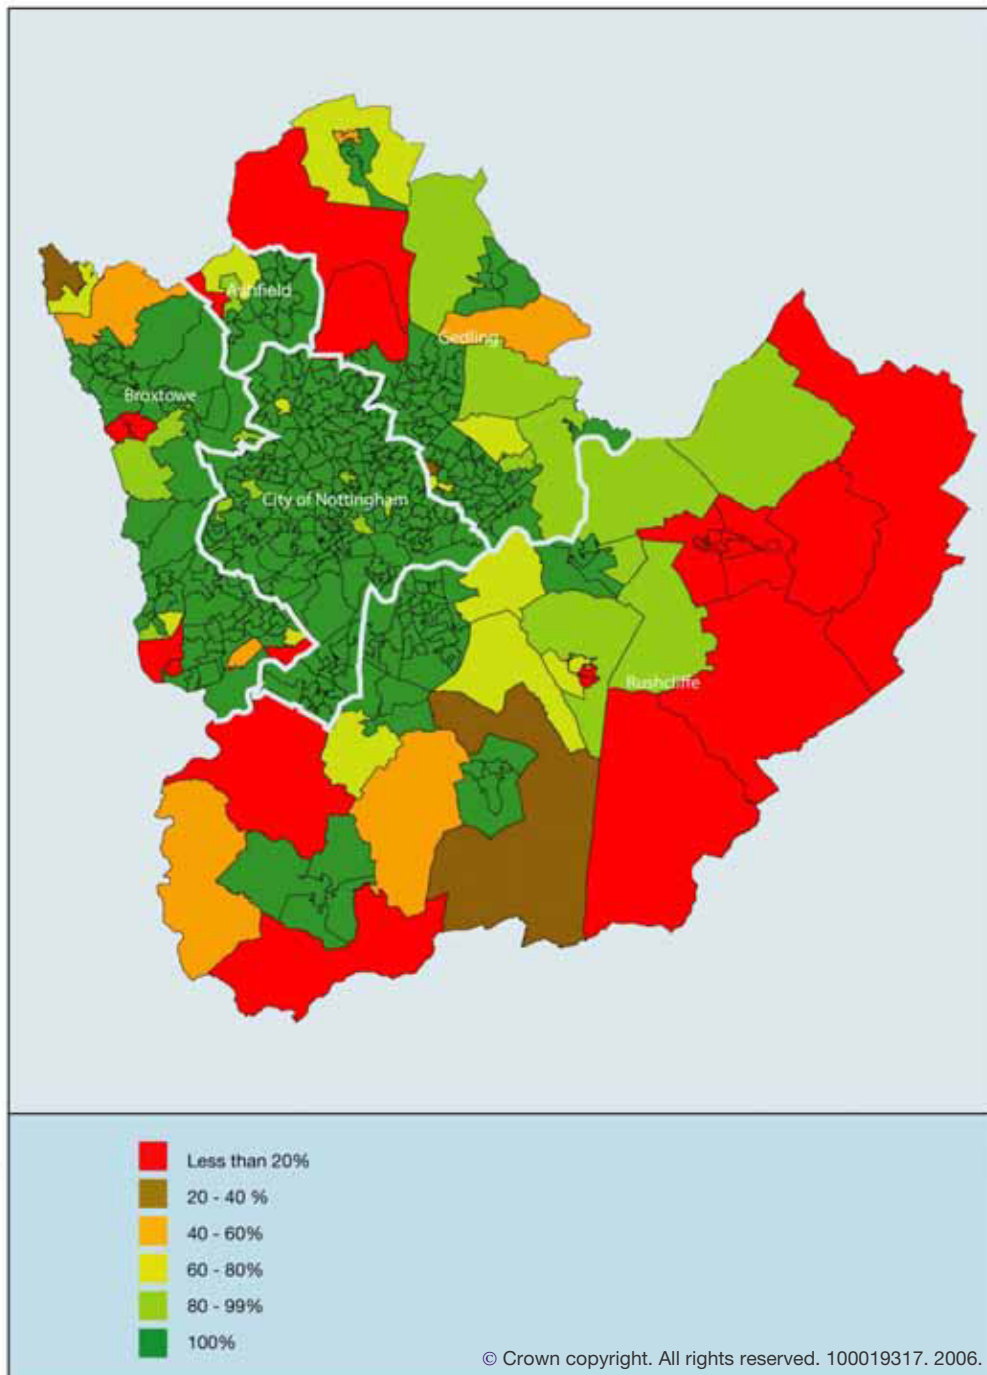 Ashfield
Gedling
Broxtowe
City of Nottingham
Rushcliffe
Less than 20%
20 - 40 %
40 - 60%
60 - 80%
80 - 99%
100%
© Crown copyright. All rights reserved. 100019317. 2006.